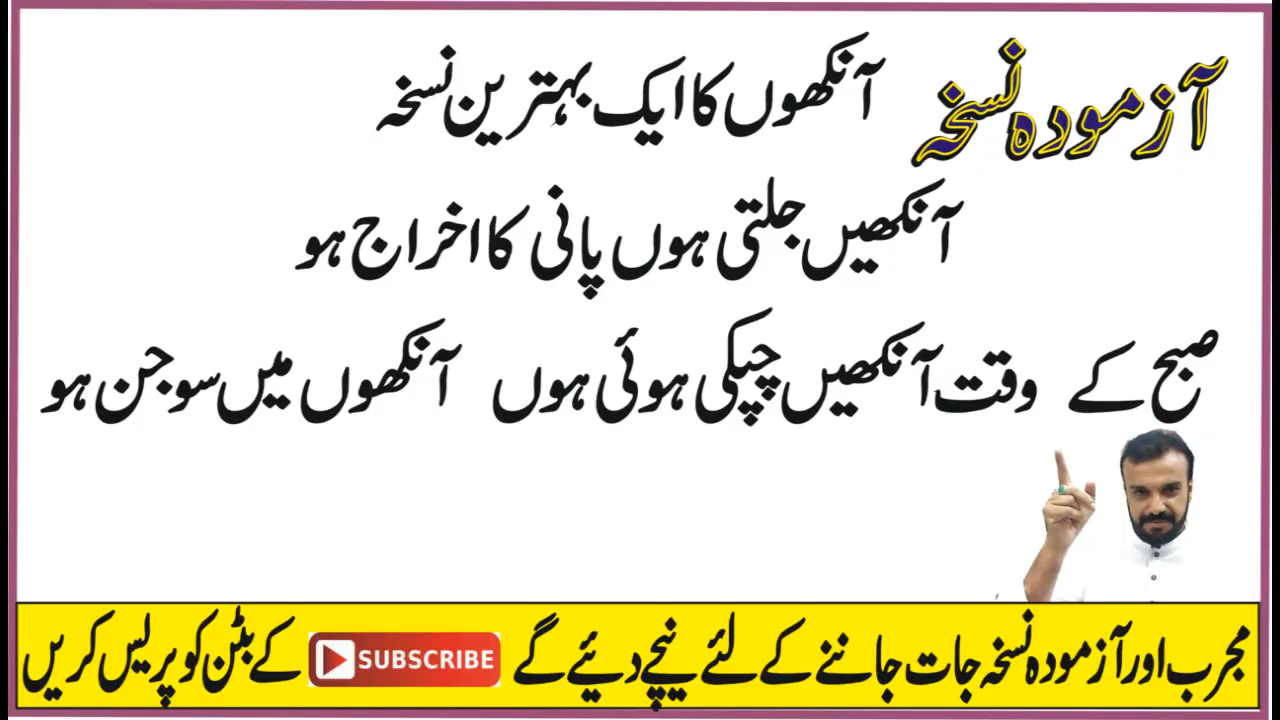 آزمودہ نسخہ
آنکھوں کا ایک بہترین نسخہ
آنکھیں جلتی ہوں پانی کا اخراج ہو
صبح کے وقت آنکھیں چپکی ہوئی ہوں آنکھوں میں سوجن ہو
مجرب اور آزمودہ نسخہ جات جاننے کے لئے نیچے دئیے گے SUBSCRIBE کے بٹن کو پریس کریں